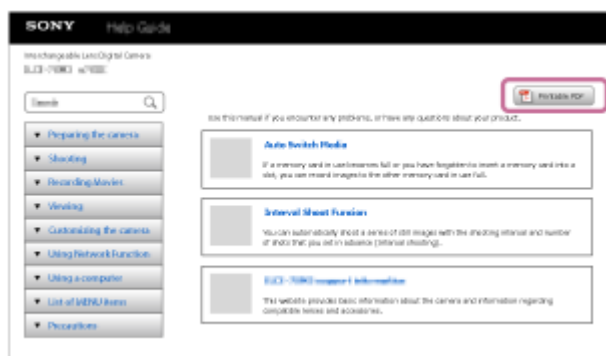 SONY Help Guide
Interchangeable Lens Digital Camera
Search
Printable PDF
Use this manual if you encounter any problems, or have any questions about your product.
Preparing the camera
Shooting
Recording Movies
Viewing
Customizing the camera
Using Network Function
Using a computer
List of MENU items
Precautions
Auto Switch Media
If a memory card in use becomes full or you have forgotten to insert a memory card into a
slot, you can record images to the other memory card in use full.
Interval Shoot Funsion
You can automatically shoot a series of still images with the shooting interval and number
of shots that you set in advance (Interval shooting).
support information
This website provides basic information about the camera and information regarding
compatible lenses and accessories.